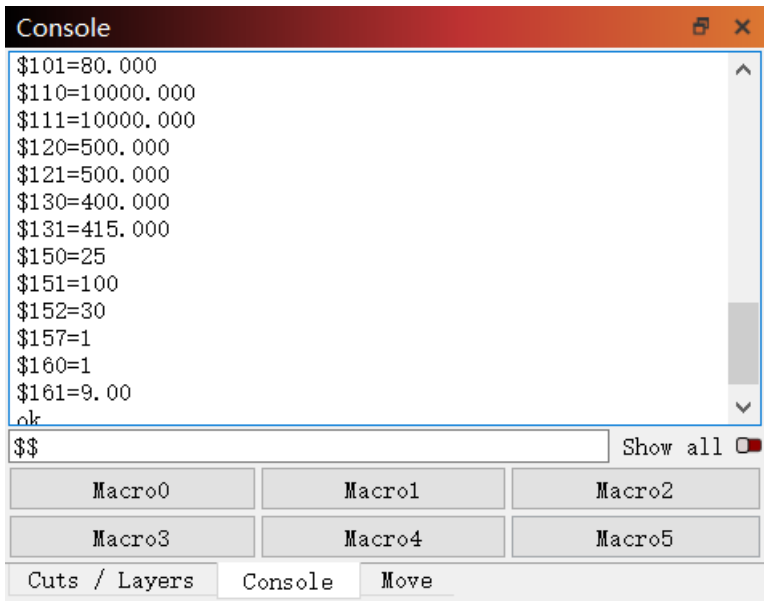 Console
$101=80.000
$110=10000.000
$111=10000.000
$120=500.000
$121=500.000
$130=400.000
$131=415.000
$150=25
$151=100
$152=30
$157=1
$160=1
$161=9.00
ok
$$ Show all
Macro0 Macro1 Macro2
Macro3 Macro4 Macro5
Cuts / Layers Console Move